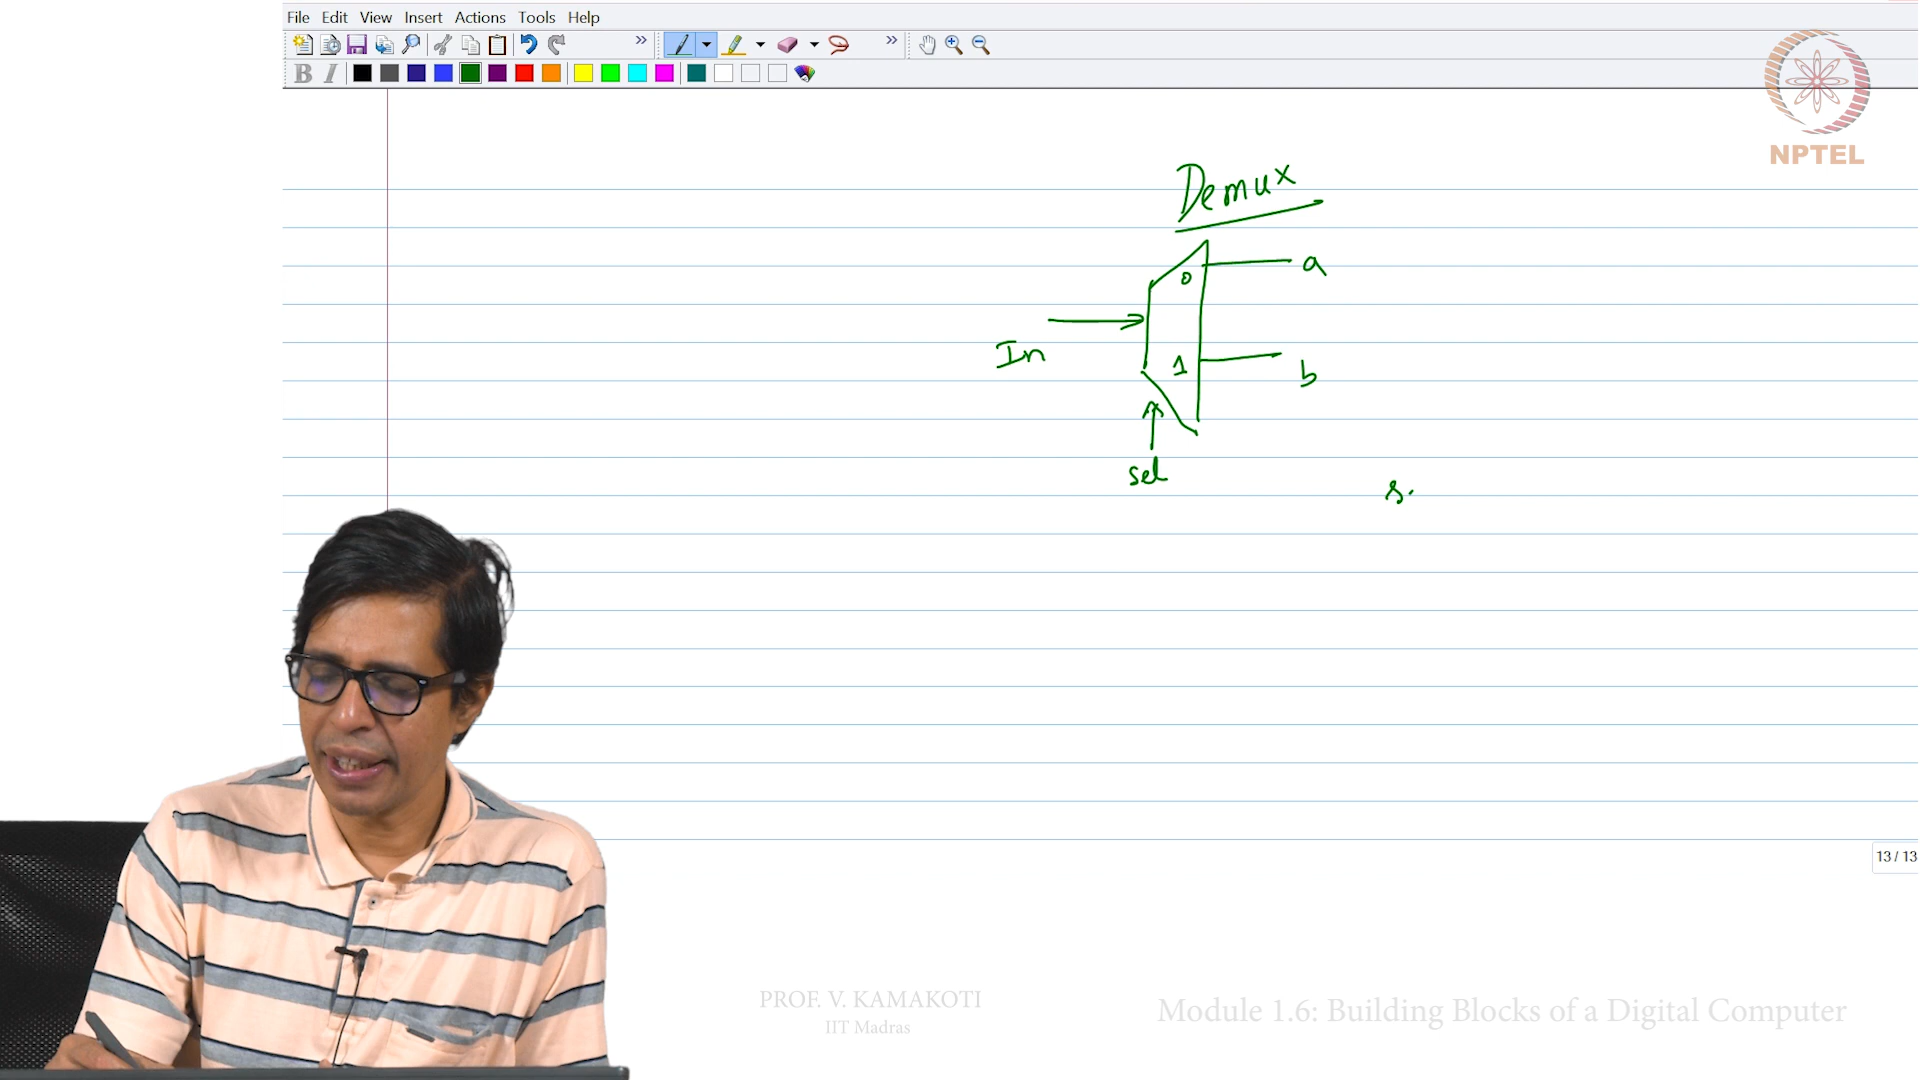 File Edit View Insert Actions Tools Help
B I
NPTEL
Demux
0 a
In
1 b
sel
s.
13 / 13
PROF. V. KAMAKOTI
IIT Madras
Module 1.6: Building Blocks of a Digital Computer